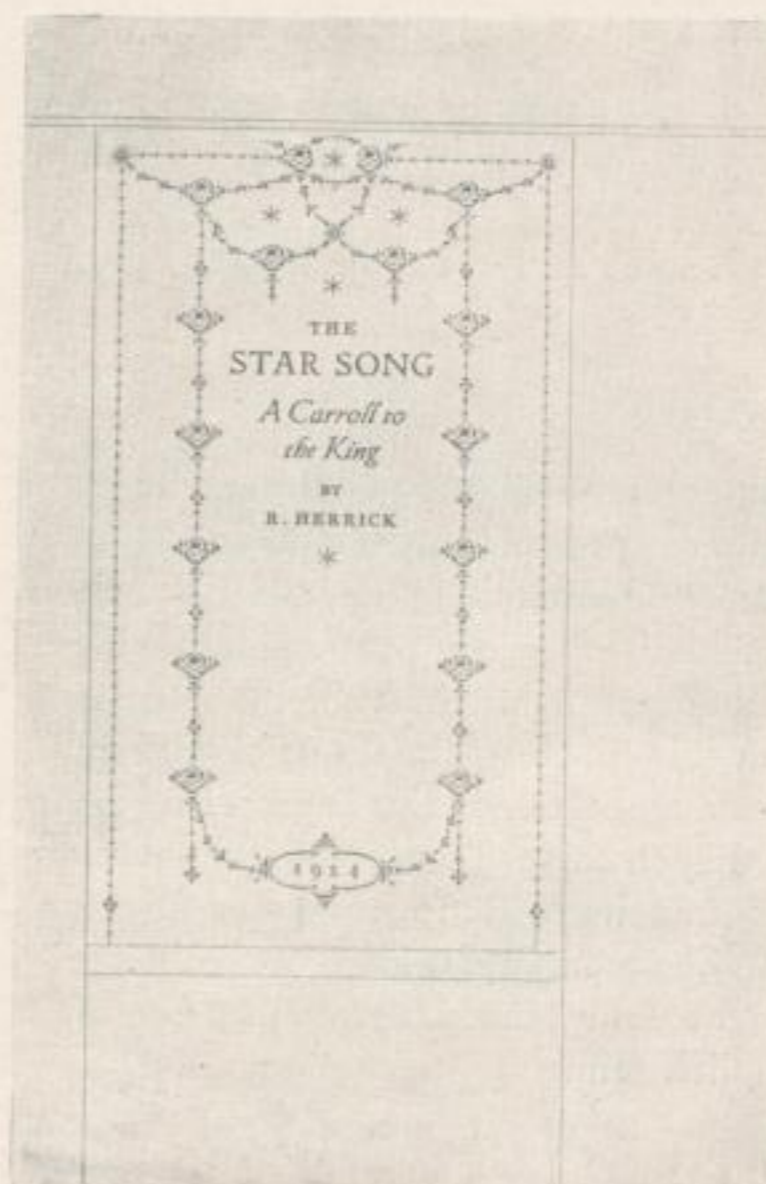 THE
STAR SONG
A Carroll to
the King
BY
R. HERRICK
1914